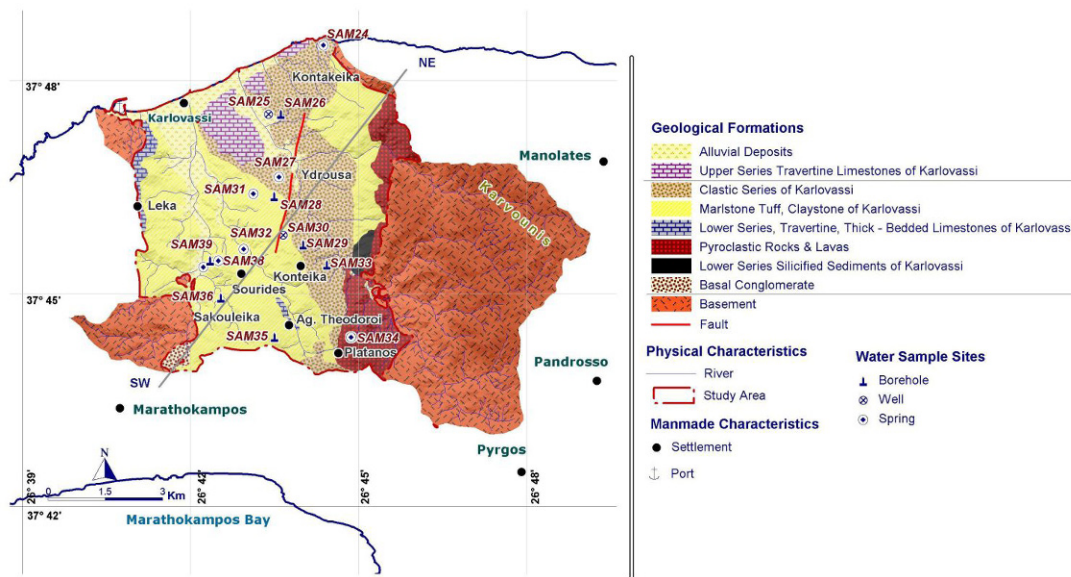 SAM24
NE
37° 48'
Kontakeika
SAM25
SAM26
Karlovassi
Manolates
SAM27
Ydrousa
SAM31
Karvounis
SAM28
Leka
SAM32
SAM30
SAM39
SAM29
SAM38
SAM33
Konteika
37° 45'
Sourides
SAM36
Sakouleika
Ag. Theodoroi
SAM35
SAM34
Platanos
SW
Pandrosso
Marathokampos
Pyrgos
N
0 1.5 3 Km
26° 39'
26° 42'
26° 45'
26° 48'
37° 42'
Marathokampos Bay
Geological Formations
Alluvial Deposits
Upper Series Travertine Limestones of Karlovassi
Clastic Series of Karlovassi
Marlstone Tuff, Claystone of Karlovassi
Lower Series, Travertine, Thick - Bedded Limestones of Karlovass
Pyroclastic Rocks & Lavas
Lower Series Silicified Sediments of Karlovassi
Basal Conglomerate
Basement
Fault
Physical Characteristics
River
Study Area
Manmade Characteristics
Settlement
Port
Water Sample Sites
Borehole
Well
Spring